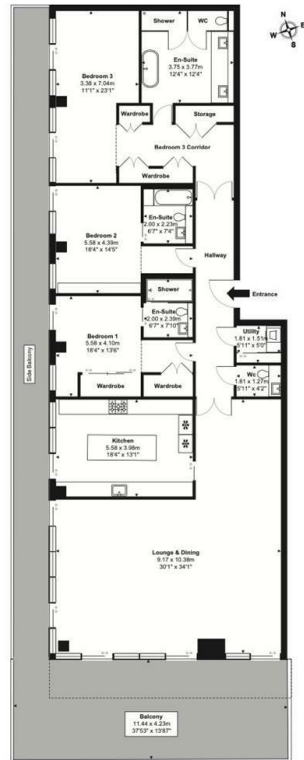 N
W
E
S
Shower
WC
En-Suite
3.75 x 3.77m
12'4" x 12'4"
Bedroom 3
3.38 x 7.04m
11'1" x 23'1"
Wardrobe
Storage
Bedroom 3 Corridor
Wardrobe
En-Suite
2.00 x 2.23m
6'7" x 7'4"
Bedroom 2
5.58 x 4.39m
18'4" x 14'5"
Hallway
Shower
Entrance
En-Suite
2.00 x 2.39m
6'7" x 7'10"
Bedroom 1
5.58 x 4.10m
18'4" x 13'6"
Utility
1.81 x 1.51m
5'11" x 5'0"
Side Balcony
Wardrobe
Wardrobe
Wc
1.81 x 1.27m
5'11" x 4'2"
Kitchen
5.58 x 3.98m
18'4" x 13'1"
Lounge & Dining
9.17 x 10.38m
30'1" x 34'1"
Balcony
11.44 x 4.23m
37'53" x 13'87"